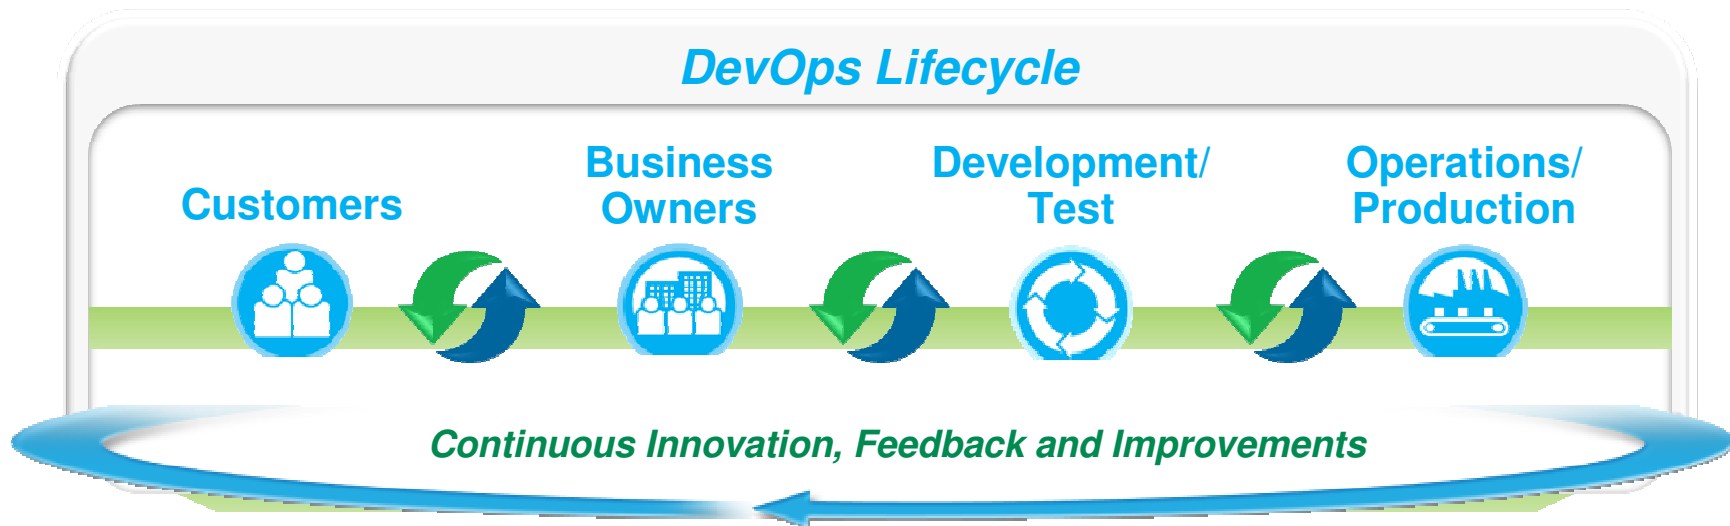 DevOps Lifecycle
Customers
Business
Owners
Development/
Test
Operations/
Production
Continuous Innovation, Feedback and Improvements